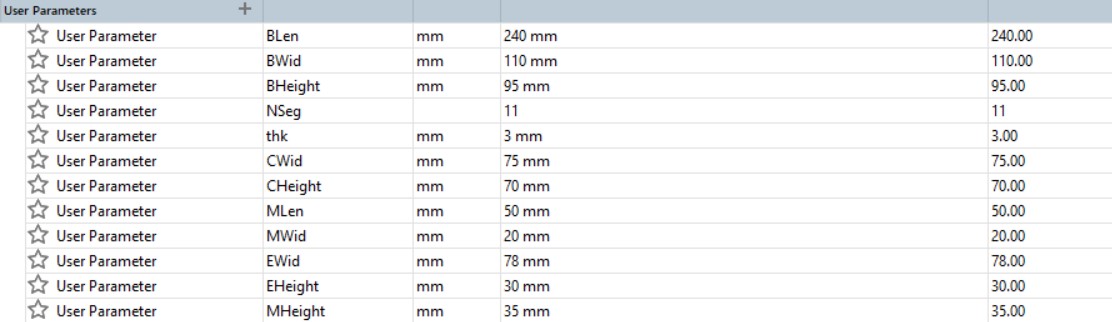 User Parameters +
User Parameter BLen mm 240 mm 240.00
User Parameter BWid mm 110 mm 110.00
User Parameter BHeight mm 95 mm 95.00
User Parameter NSeg 11 11
User Parameter thk mm 3 mm 3.00
User Parameter CWid mm 75 mm 75.00
User Parameter CHeight mm 70 mm 70.00
User Parameter MLen mm 50 mm 50.00
User Parameter MWid mm 20 mm 20.00
User Parameter EWid mm 78 mm 78.00
User Parameter EHeight mm 30 mm 30.00
User Parameter MHeight mm 35 mm 35.00